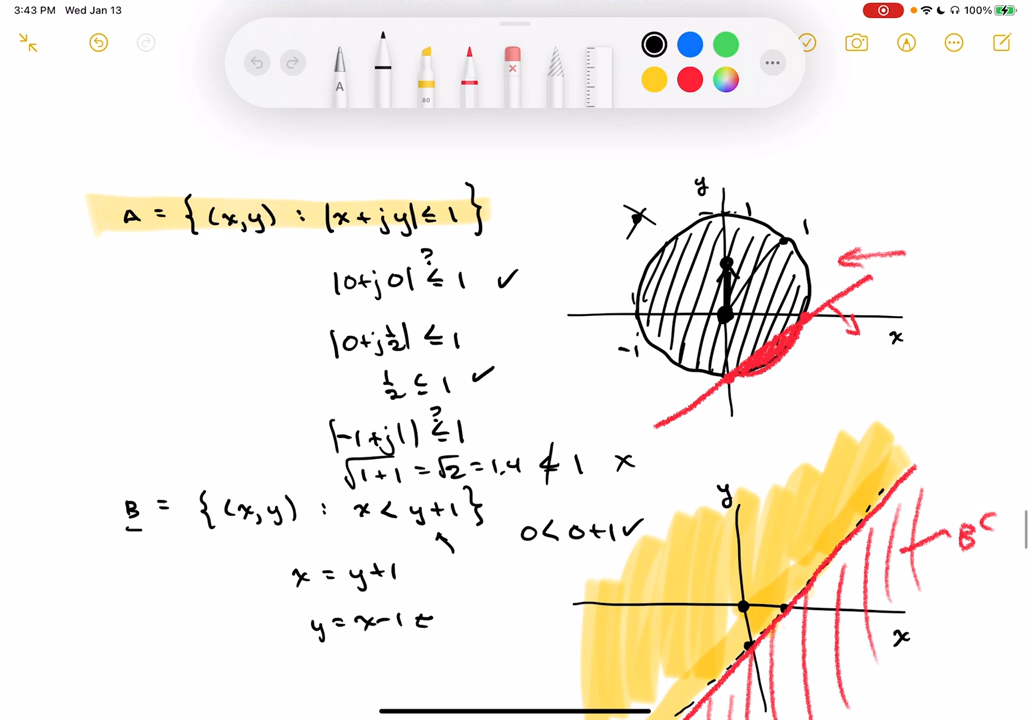 3:43 PM Wed Jan 13
100%
A
80
A = { (x,y) : |x + jy| ≤ 1 }
|0+j0| ≤? 1 ✓
|0+j½| ≤ 1
½ ≤ 1 ✓
|-1+j1| ≤? 1
√1+1 = √2 = 1.4 ≰ 1 x
B = { (x,y) : x < y+1 }
0 < 0+1 ✓
x = y+1
y = x-1
y
1
1
-1
x
y
B^c
x